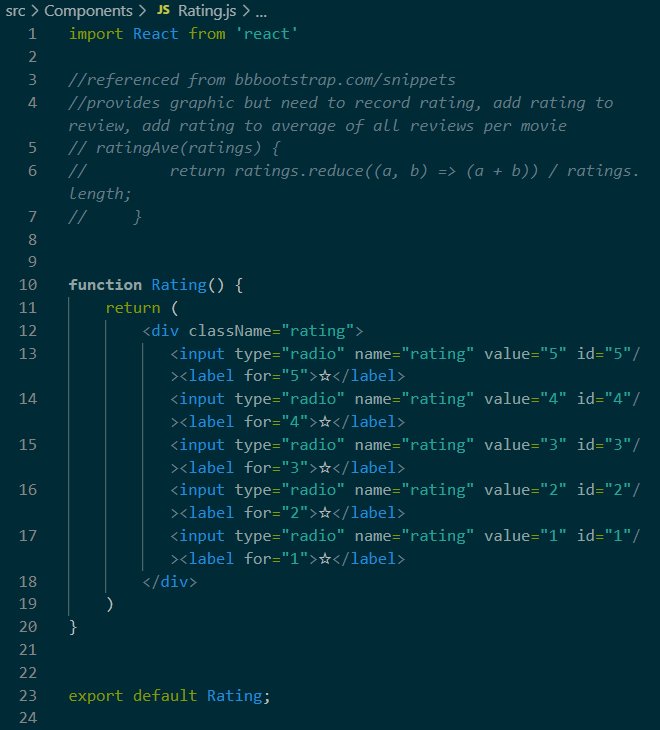 src > Components > JS Rating.js > ...
1 import React from 'react'
2
3 //referenced from bbbootstrap.com/snippets
4 //provides graphic but need to record rating, add rating to
review, add rating to average of all reviews per movie
5 // ratingAve(ratings) {
6 //         return ratings.reduce((a, b) => (a + b)) / ratings.
length;
7 //     }
8
9
10 function Rating() {
11     return (
12         <div className="rating">
13            <input type="radio" name="rating" value="5" id="5"/
           ><label for="5">☆</label>
14            <input type="radio" name="rating" value="4" id="4"/
           ><label for="4">☆</label>
15            <input type="radio" name="rating" value="3" id="3"/
           ><label for="3">☆</label>
16            <input type="radio" name="rating" value="2" id="2"/
           ><label for="2">☆</label>
17            <input type="radio" name="rating" value="1" id="1"/
           ><label for="1">☆</label>
18         </div>
19     )
20 }
21
22
23 export default Rating;
24